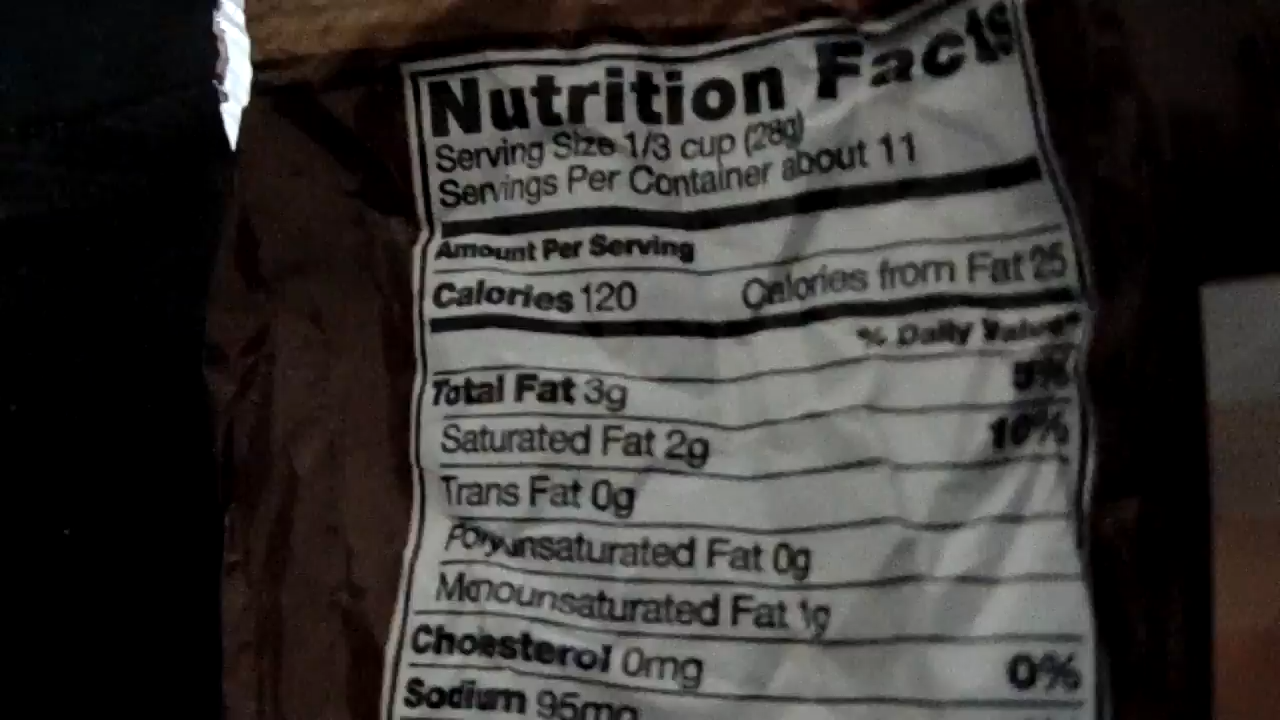 Nutrition Facts
Serving Size 1/3 cup (28g)
Servings Per Container about 11
Amount Per Serving
Calories 120 Calories from Fat 25
% Daily Value*
Total Fat 3g 5%
Saturated Fat 2g 10%
Trans Fat 0g
Polyunsaturated Fat 0g
Monounsaturated Fat 1g
Cholesterol 0mg 0%
Sodium 95mg